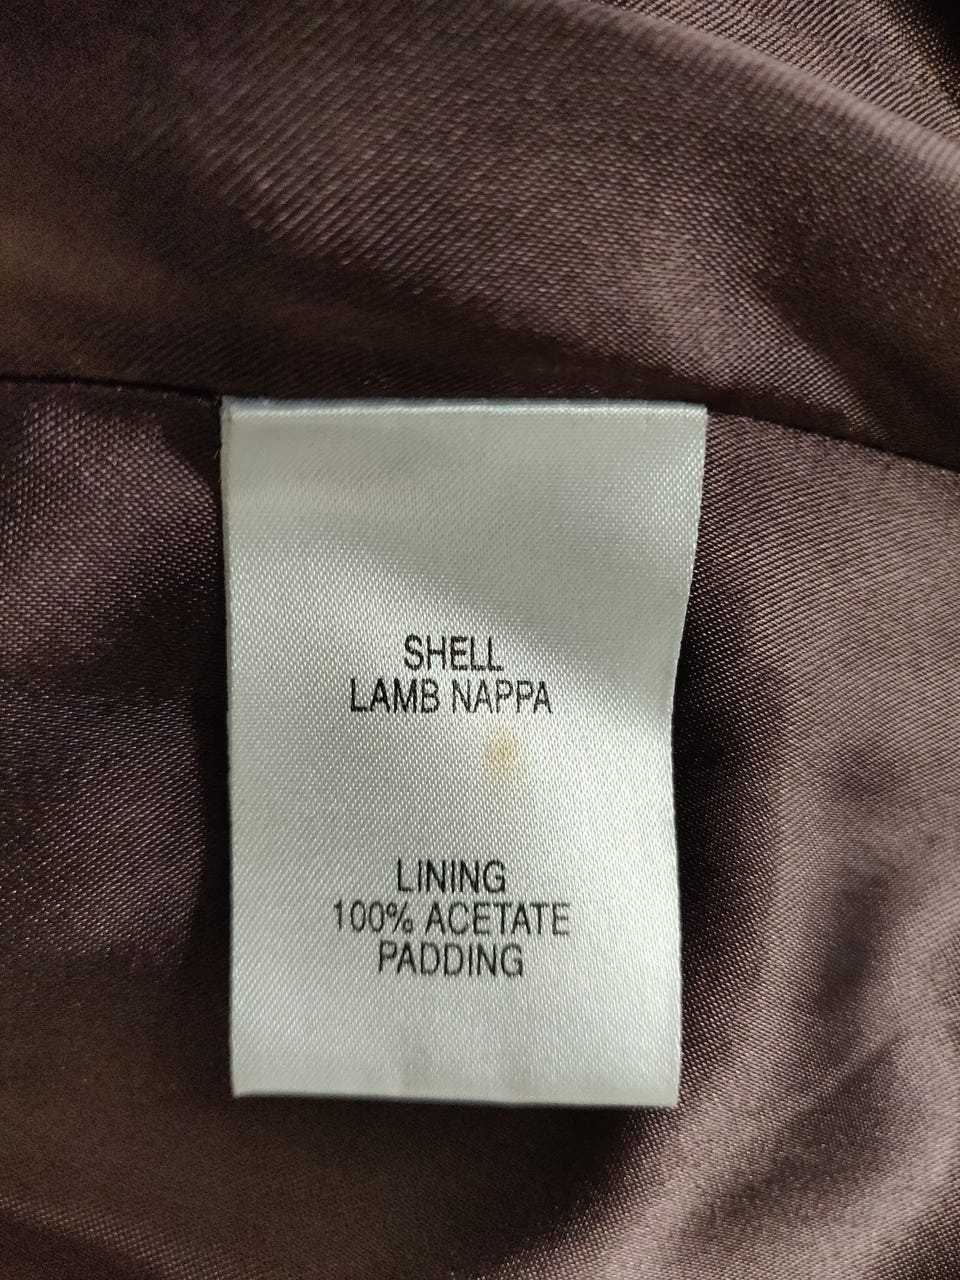 SHELL
LAMB NAPPA
LINING
100% ACETATE
PADDING